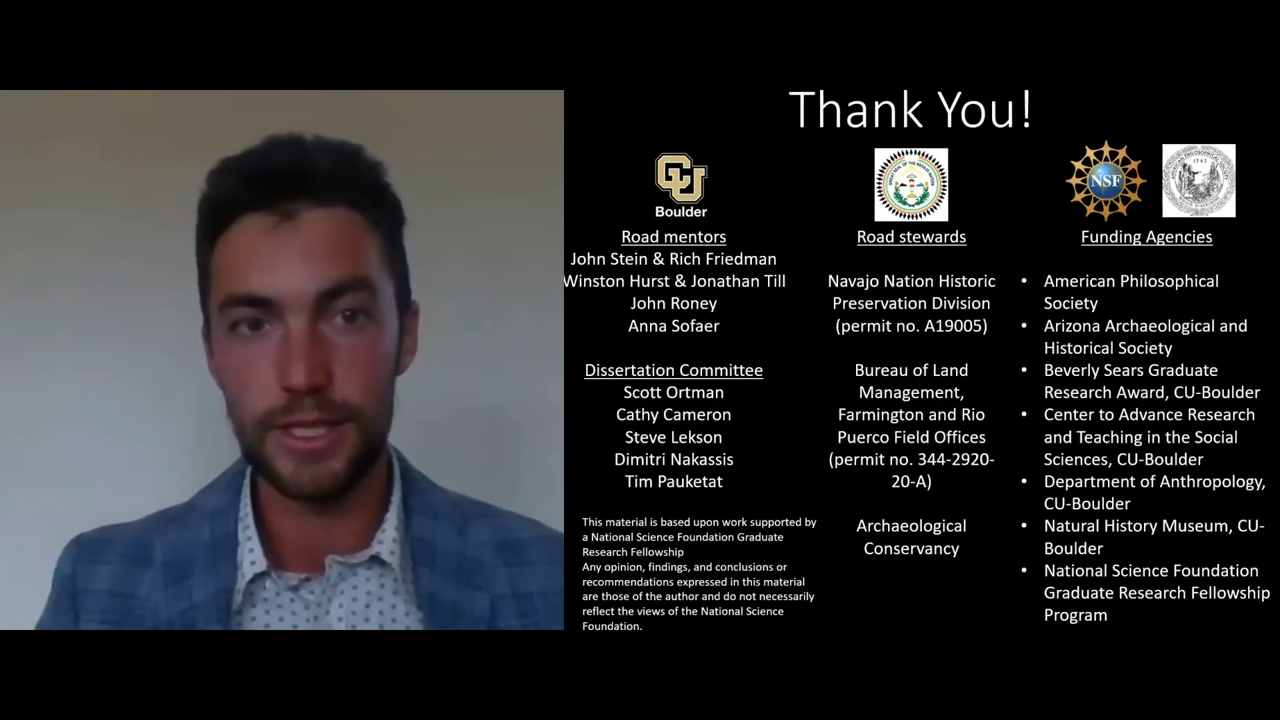 Thank You!
CU
Boulder
Road mentors
John Stein & Rich Friedman
Winston Hurst & Jonathan Till
John Roney
Anna Sofaer
Dissertation Committee
Scott Ortman
Cathy Cameron
Steve Lekson
Dimitri Nakassis
Tim Pauketat
This material is based upon work supported by
a National Science Foundation Graduate
Research Fellowship
Any opinion, findings, and conclusions or
recommendations expressed in this material
are those of the author and do not necessarily
reflect the views of the National Science
Foundation.
Road stewards
Navajo Nation Historic
Preservation Division
(permit no. A19005)
Bureau of Land
Management,
Farmington and Rio
Puerco Field Offices
(permit no. 344-2920-
20-A)
Archaeological
Conservancy
NSF
1743
Funding Agencies
• American Philosophical
Society
• Arizona Archaeological and
Historical Society
• Beverly Sears Graduate
Research Award, CU-Boulder
• Center to Advance Research
and Teaching in the Social
Sciences, CU-Boulder
• Department of Anthropology,
CU-Boulder
• Natural History Museum, CU-
Boulder
• National Science Foundation
Graduate Research Fellowship
Program